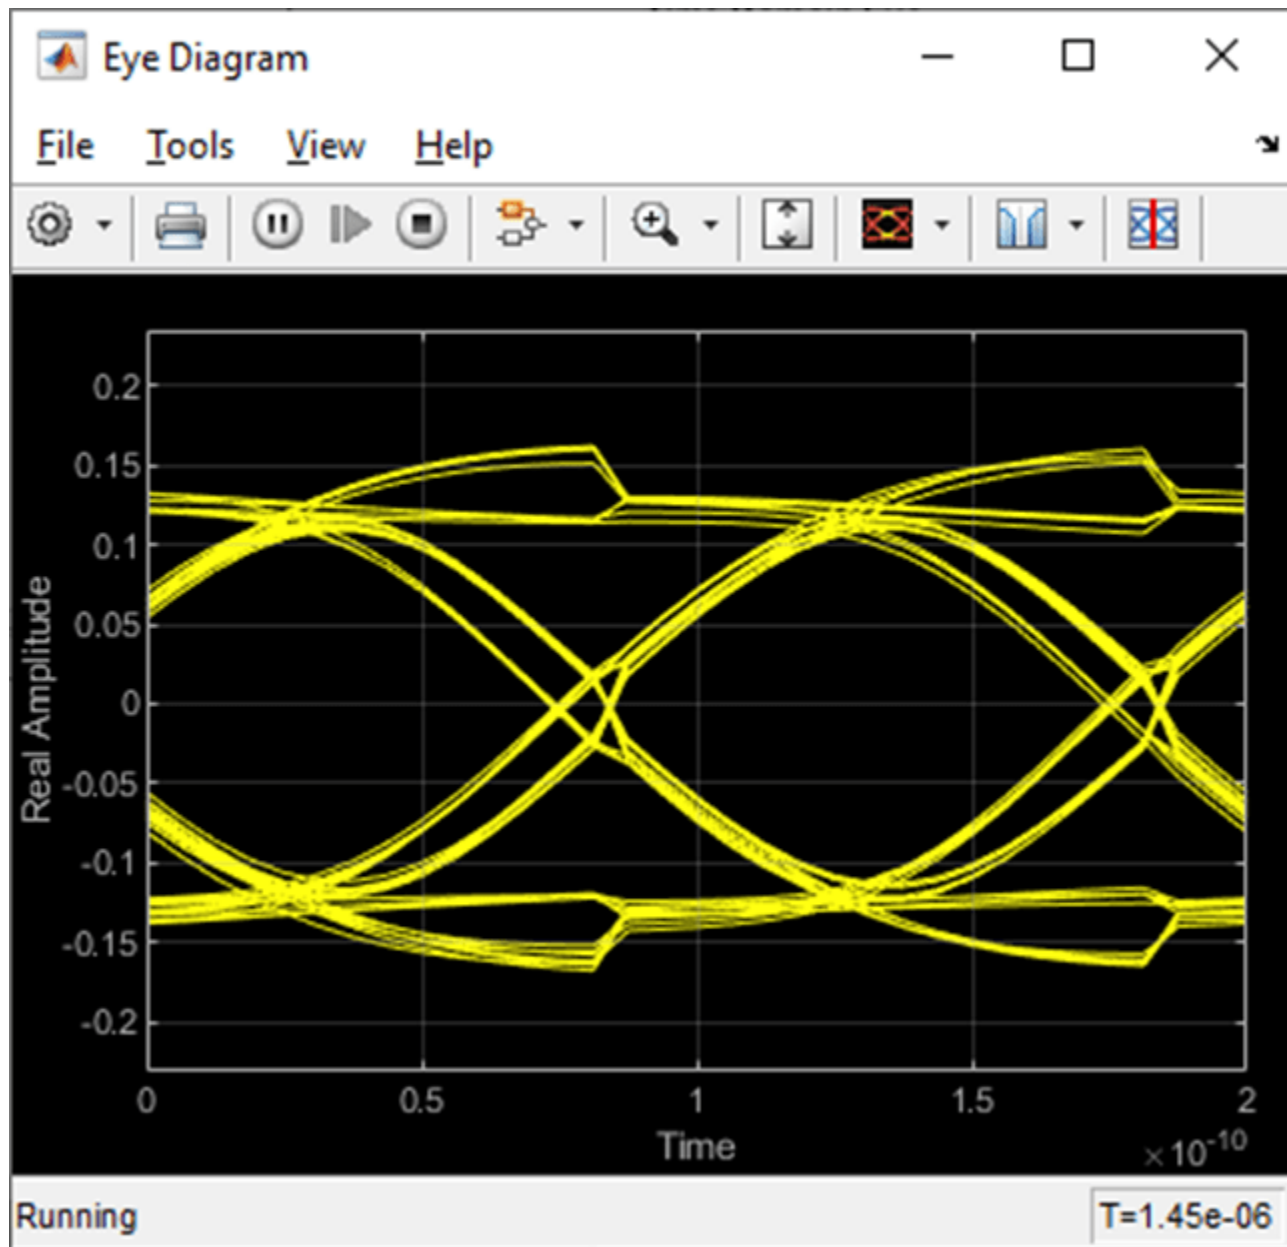 Eye Diagram
File Tools View Help
0.2
0.15
0.1
0.05
0
-0.05
-0.1
-0.15
-0.2
Real Amplitude
0 0.5 1 1.5 2
Time
×10⁻¹⁰
Running T=1.45e-06